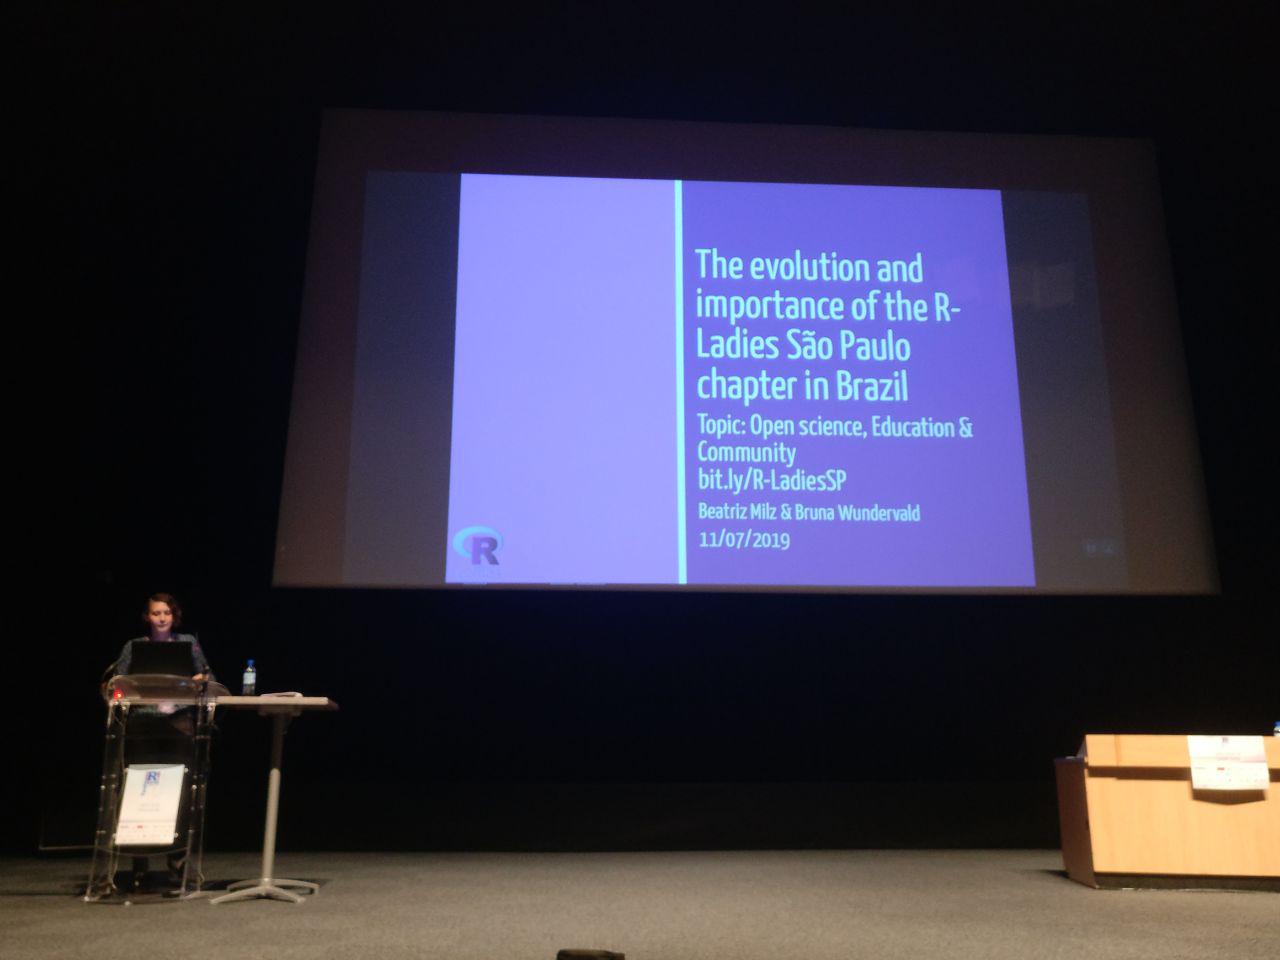 The evolution and
importance of the R-
Ladies São Paulo
chapter in Brazil
Topic: Open science, Education &
Community
bit.ly/R-LadiesSP
Beatriz Milz & Bruna Wundervald
11/07/2019
R
R